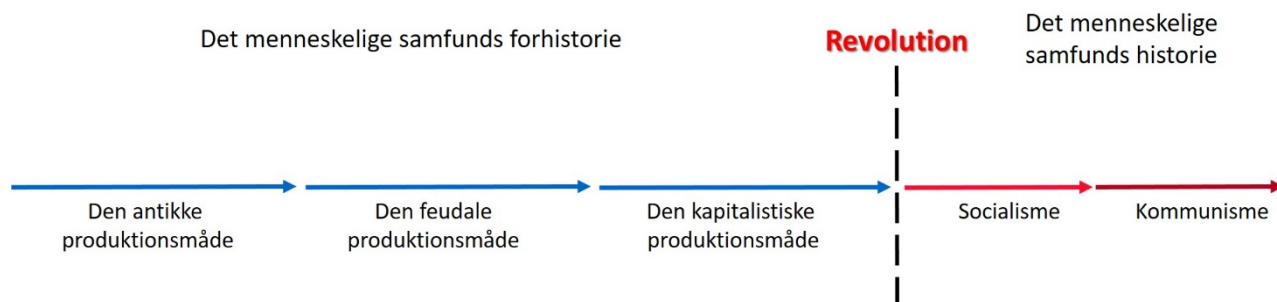 Det menneskelige samfunds forhistorie
Revolution
Det menneskelige
samfunds historie
Den antikke
produktionsmåde
Den feudale
produktionsmåde
Den kapitalistiske
produktionsmåde
Socialisme
Kommunisme